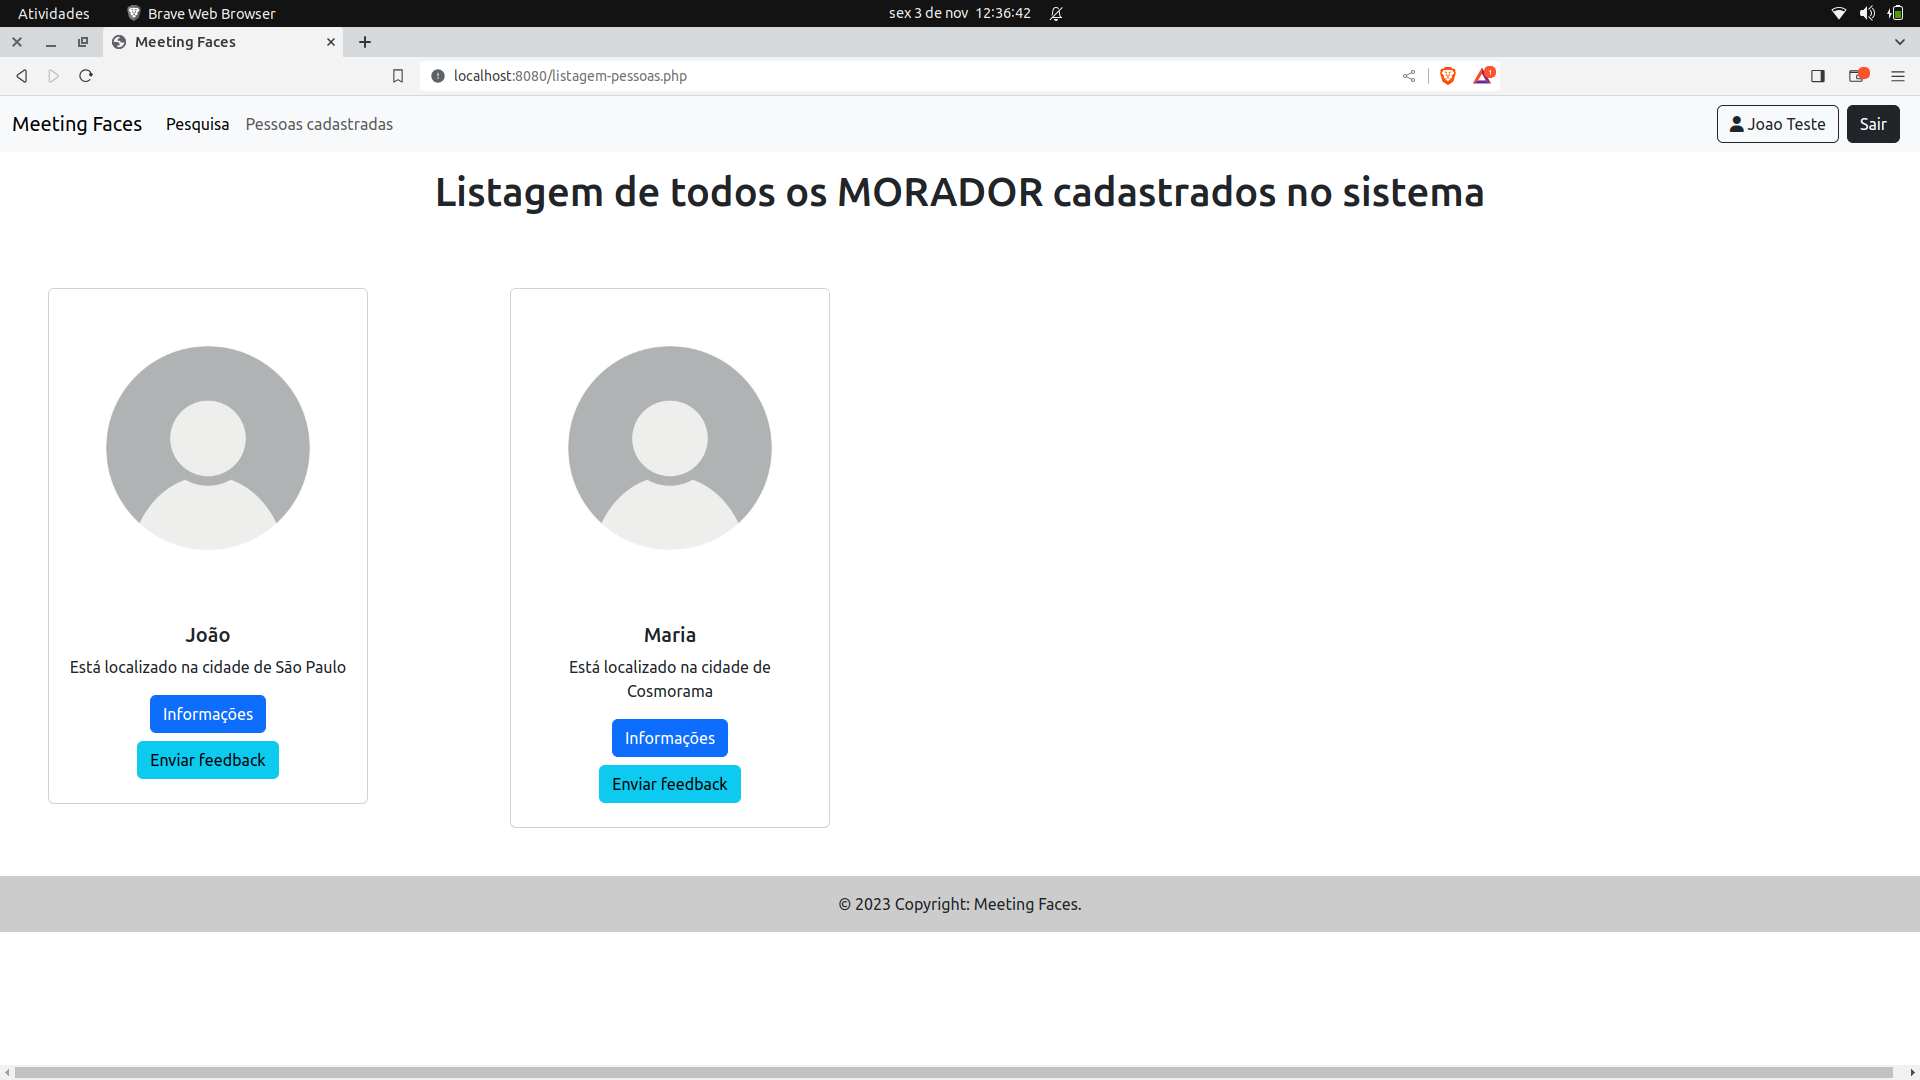 Atividades
Brave Web Browser
sex 3 de nov 12:36:42
Meeting Faces
localhost:8080/listagem-pessoas.php
1
Meeting Faces
Pesquisa
Pessoas cadastradas
Joao Teste
Sair
Listagem de todos os MORADOR cadastrados no sistema
João
Está localizado na cidade de São Paulo
Informações
Enviar feedback
Maria
Está localizado na cidade de
Cosmorama
Informações
Enviar feedback
© 2023 Copyright: Meeting Faces.